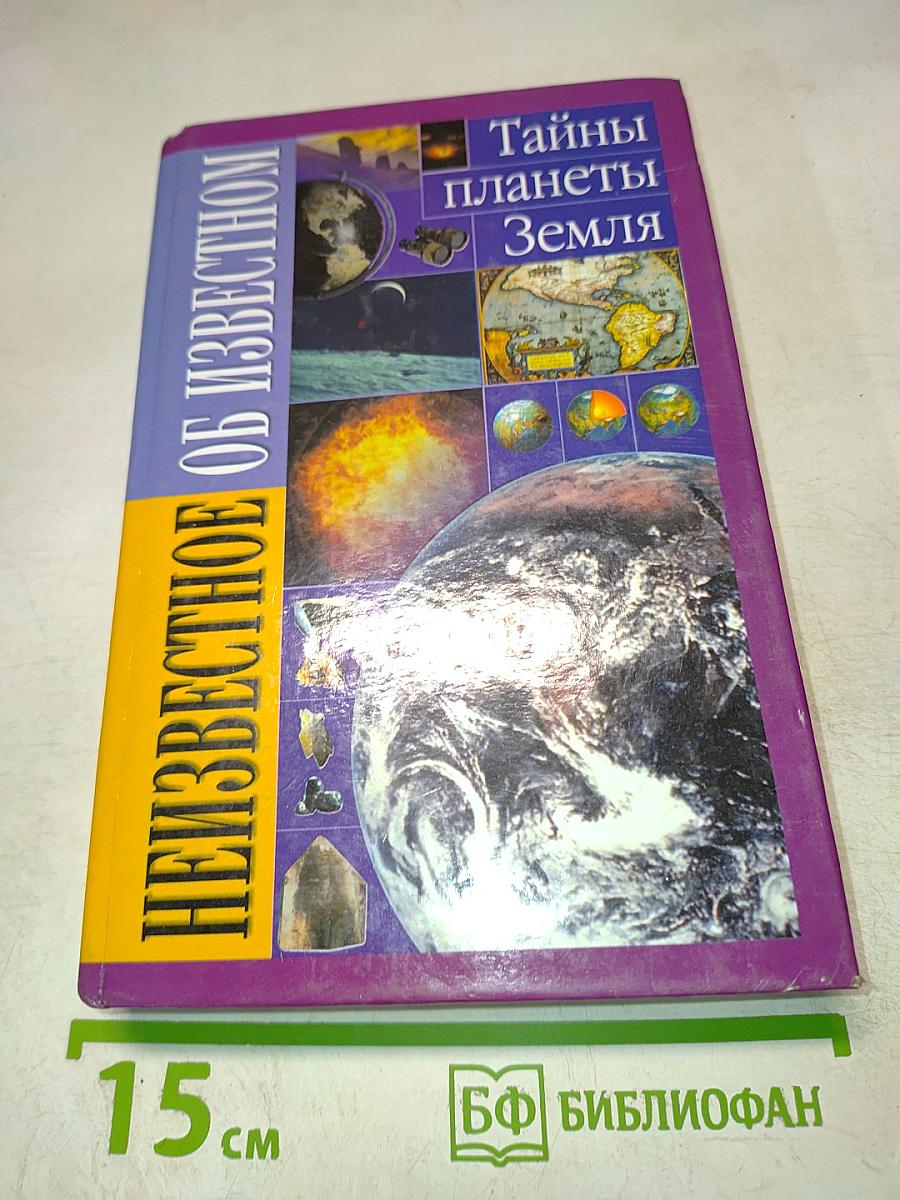 Тайны
планеты
Земля
НЕИЗВЕСТНОЕ ОБ ИЗВЕСТНОМ
15 см
БФ БИБЛИОФАН